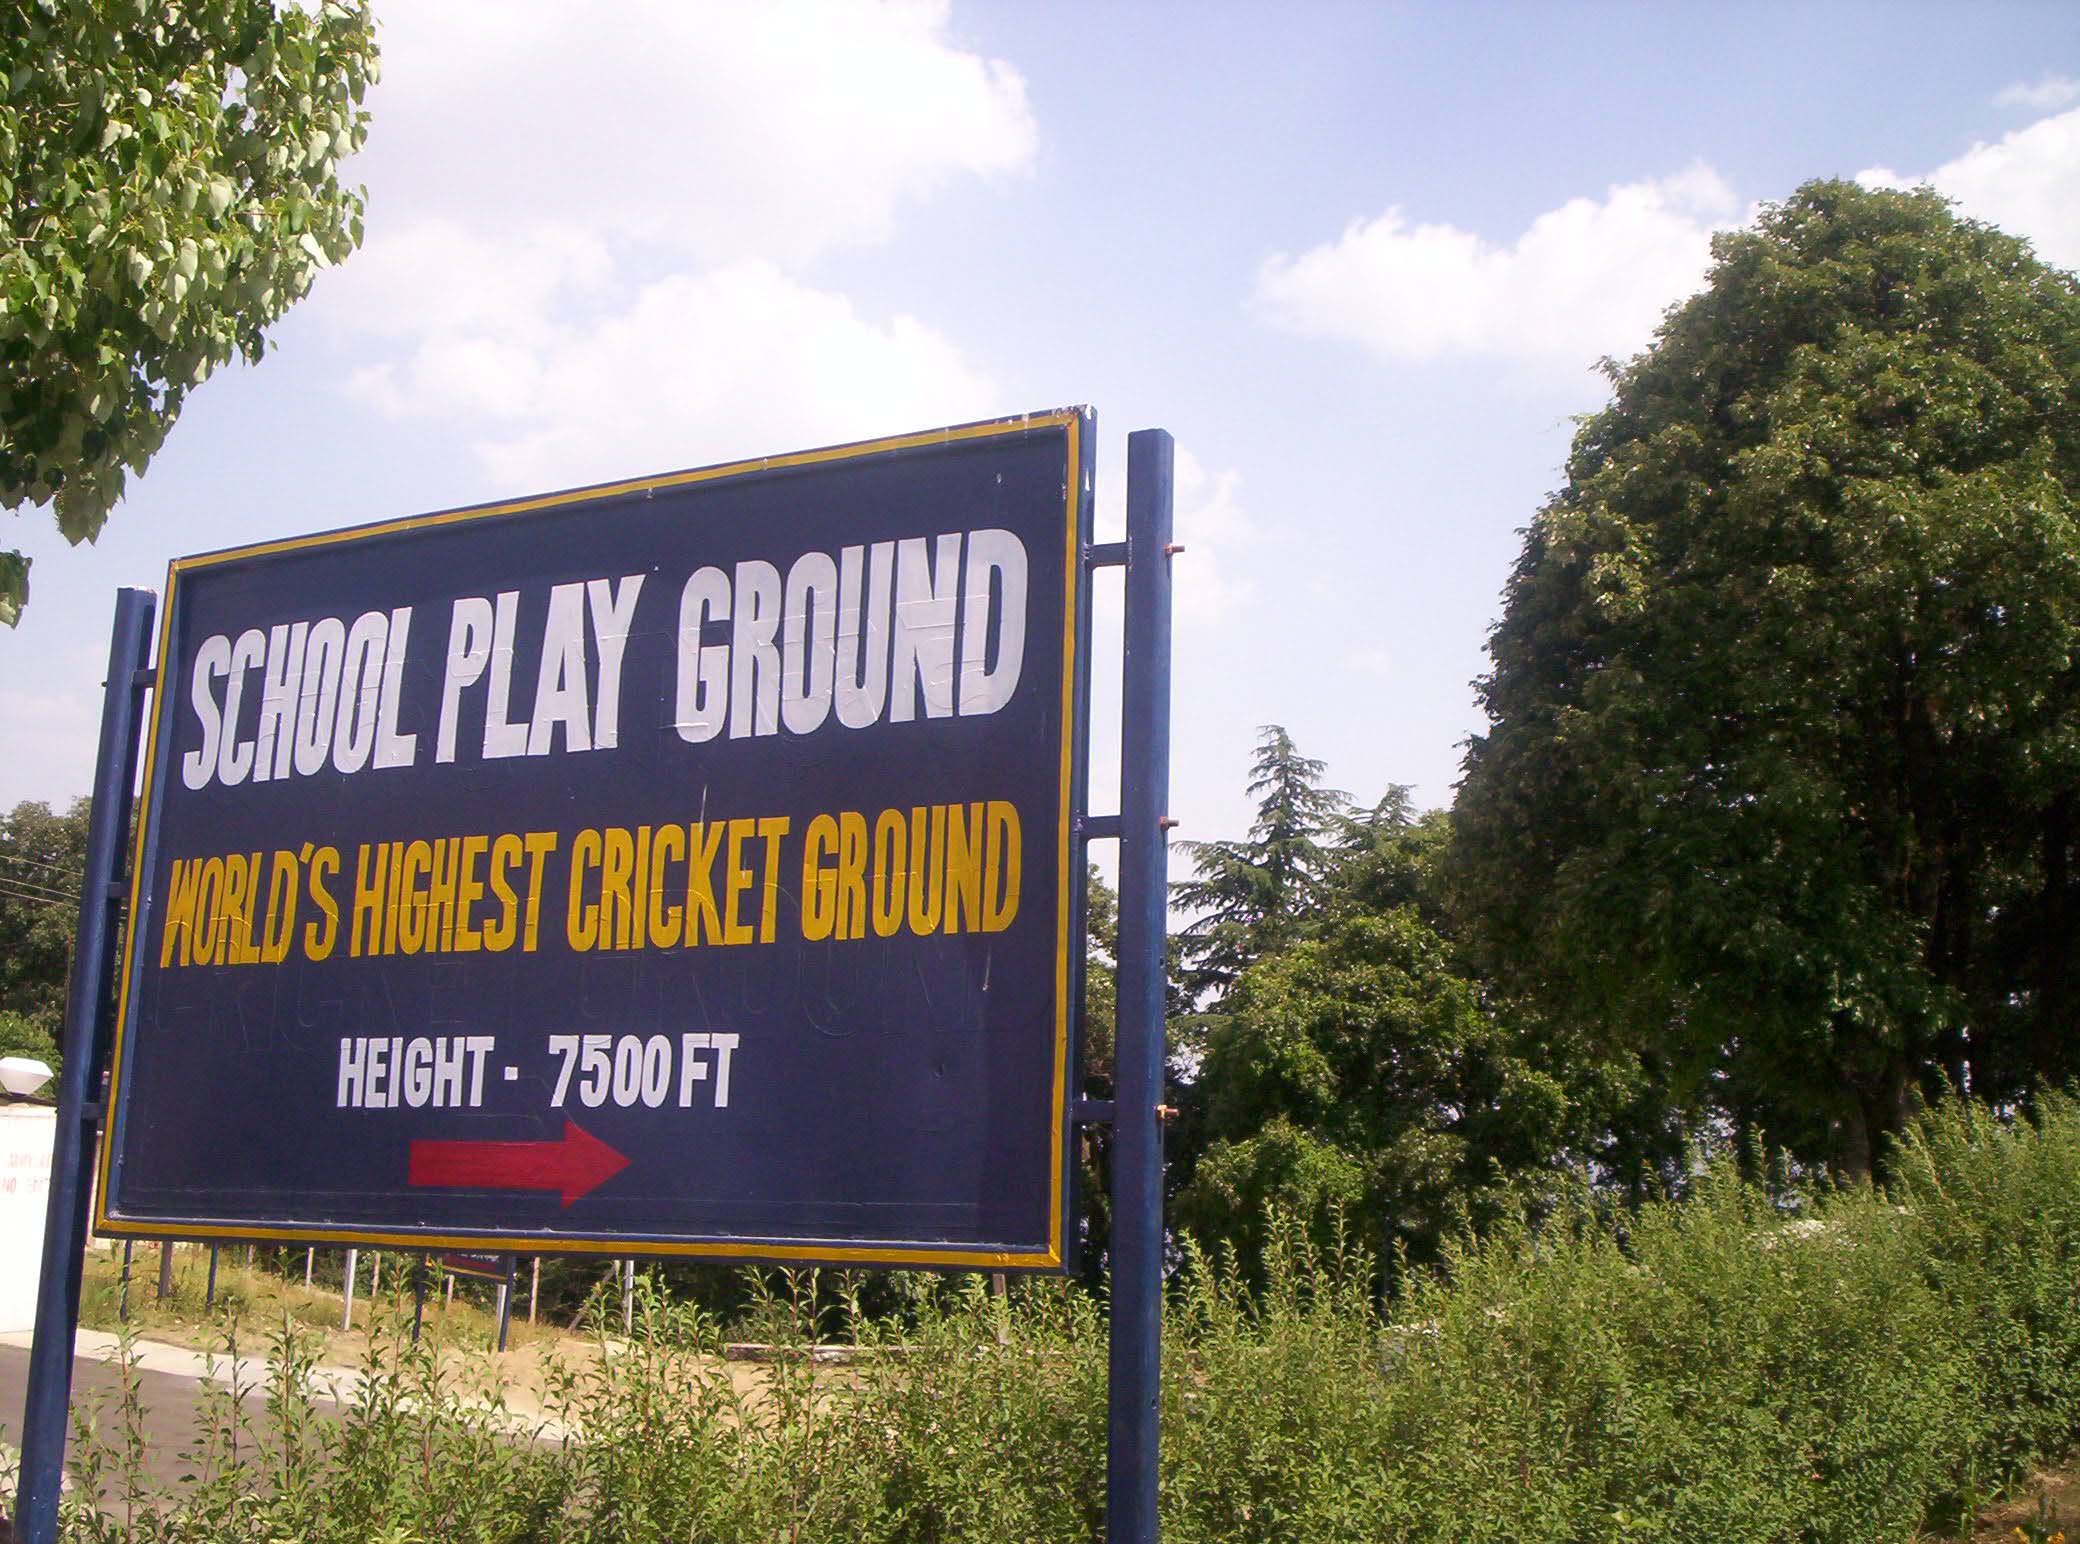 SCHOOL PLAY GROUND
WORLD'S HIGHEST CRICKET GROUND
HEIGHT - 7500 FT